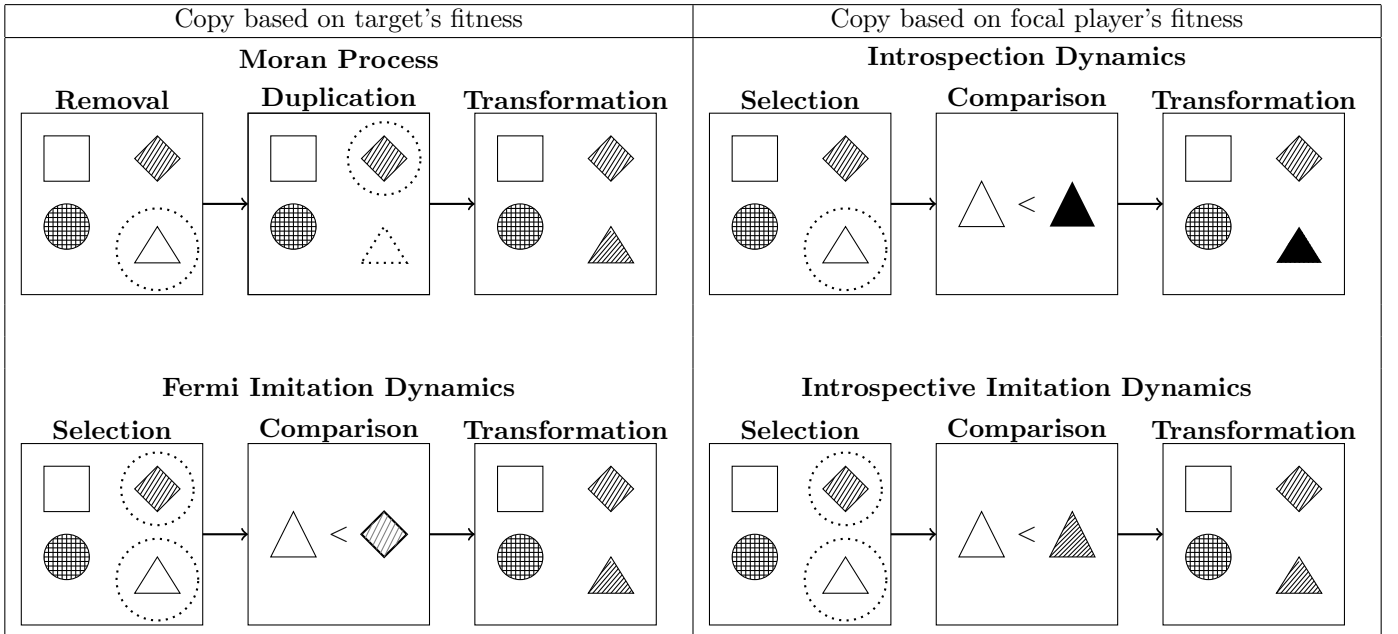 Copy based on target's fitness
Copy based on focal player's fitness
Moran Process
Removal Duplication Transformation
Introspection Dynamics
Selection Comparison Transformation
<
Fermi Imitation Dynamics
Selection Comparison Transformation
<
Introspective Imitation Dynamics
Selection Comparison Transformation
<